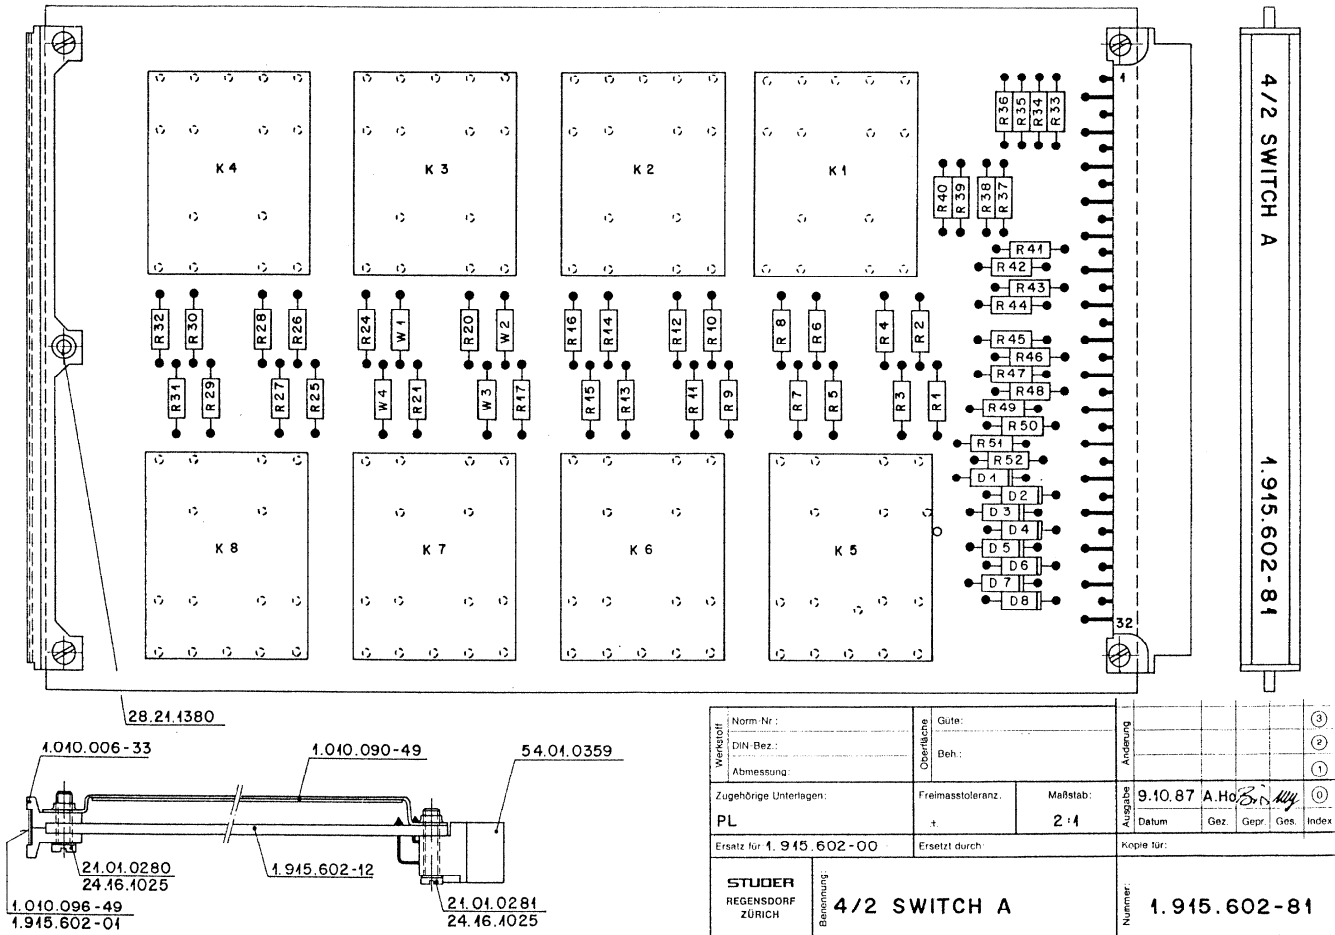 1
R36 R35 R34 R33
K4 K3 K2 K1
R40 R39 R38 R37
R41
R42
R43
R44
R32 R30 R28 R26 R24 W1 R20 W2 R16 R14 R12 R10 R8 R6 R4 R2
R31 R29 R27 R25 W4 R21 W3 R17 R15 R13 R11 R9 R7 R5 R3 R1
R45
R46
R47
R48
R49
R50
R51
R52
D1
D2
D3
D4
D5
D6
D7
D8
K8 K7 K6 K5
32
4/2 SWITCH A 1.915.602-81
28.21.1380
1.010.006-33
1.010.090-49
54.01.0359
21.01.0280
24.16.1025
1.915.602-12
1.010.096-49
1.915.602-01
21.01.0281
24.16.1025
Werkstoff
Norm-Nr:
DIN-Bez.:
Abmessung:
Oberfläche
Güte:
Beh.:
Änderung
3
2
1
0
Zugehörige Unterlagen:
PL
Freimasstoleranz:
±
Maßstab:
2:1
Ausgabe
9.10.87 A.Ho
Datum Gez. Gepr. Ges. Index
Ersatz für 1.915.602-00
Ersetzt durch
Kopie für:
STUDER
REGENSDORF
ZÜRICH
Benennung:
4/2 SWITCH A
Nummer:
1.915.602-81